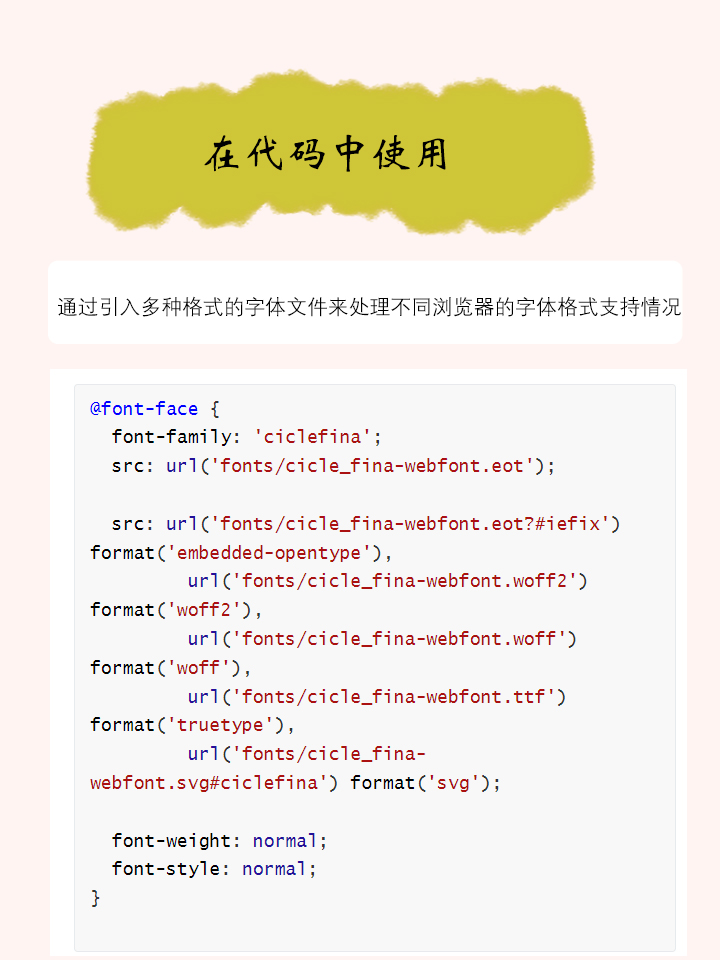 在代码中使用
通过引入多种格式的字体文件来处理不同浏览器的字体格式支持情况
@font-face {
  font-family: 'ciclefina';
  src: url('fonts/cicle_fina-webfont.eot');
  src: url('fonts/cicle_fina-webfont.eot?#iefix')
format('embedded-opentype'),
         url('fonts/cicle_fina-webfont.woff2')
format('woff2'),
         url('fonts/cicle_fina-webfont.woff')
format('woff'),
         url('fonts/cicle_fina-webfont.ttf')
format('truetype'),
         url('fonts/cicle_fina-
webfont.svg#ciclefina') format('svg');
  font-weight: normal;
  font-style: normal;
}